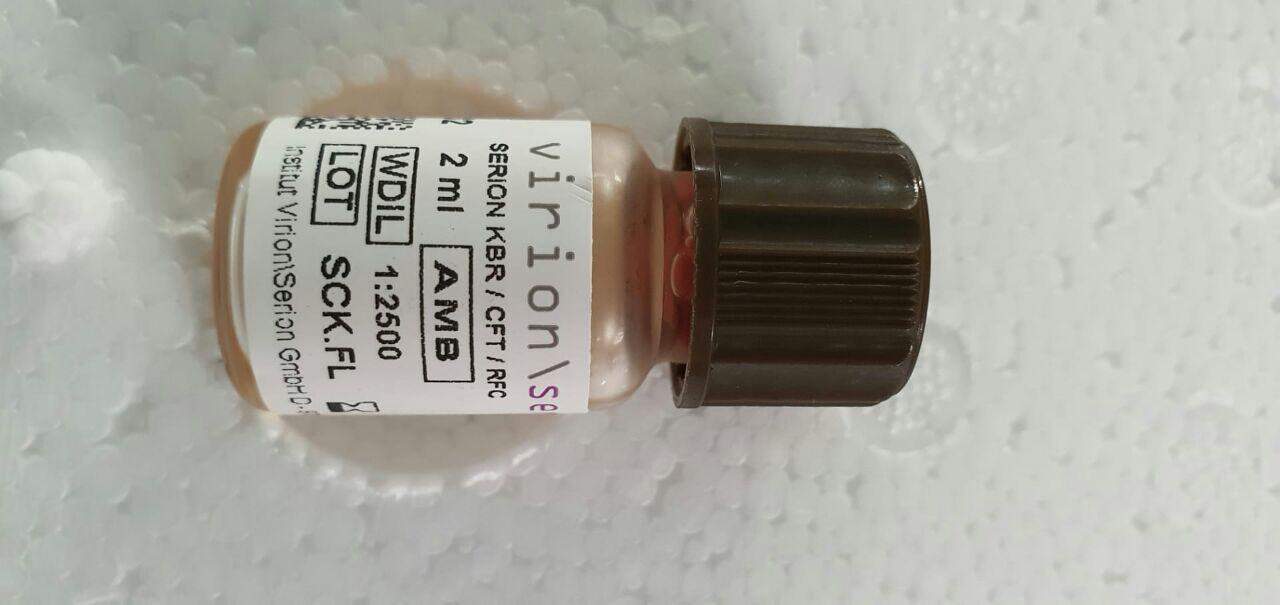 virion\se
SERION KBR / CFT / RFC
2 ml AMB
WDIL 1:2500
LOT SCK.FL
Institut Virion\Serion GmbH D-